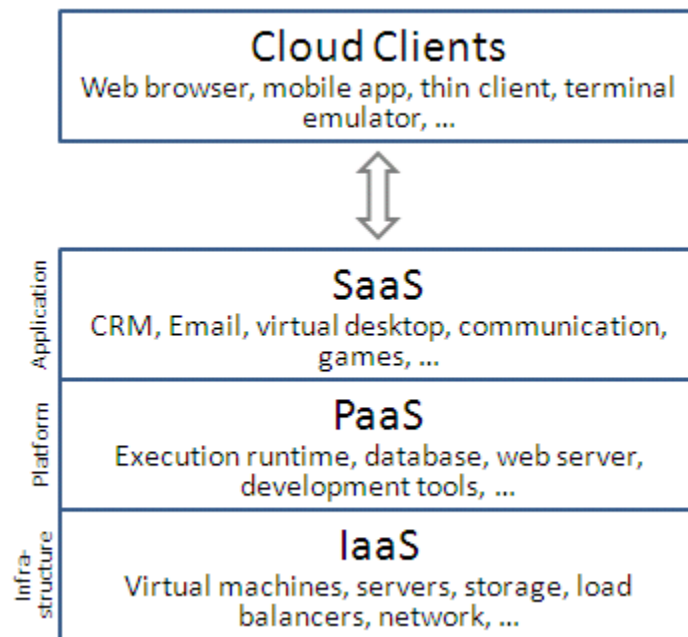 Cloud Clients
Web browser, mobile app, thin client, terminal
emulator, ...
Application
SaaS
CRM, Email, virtual desktop, communication,
games, ...
Platform
PaaS
Execution runtime, database, web server,
development tools, ...
Infra-
structure
IaaS
Virtual machines, servers, storage, load
balancers, network, ...